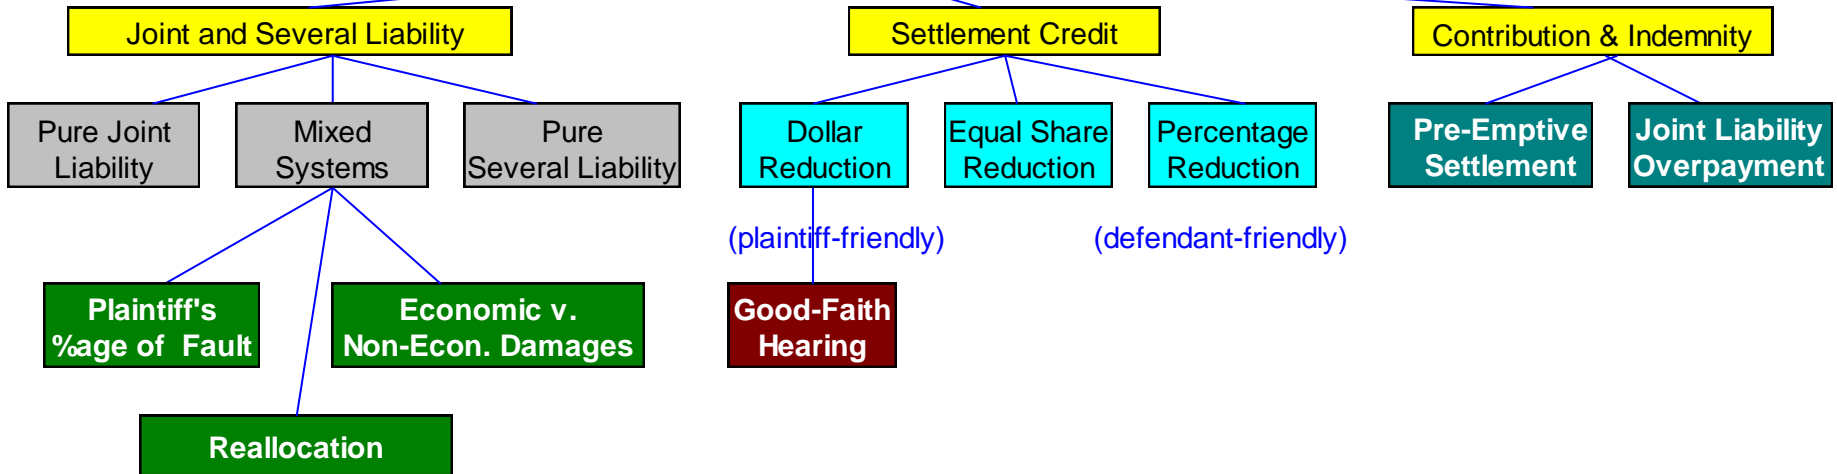 Joint and Several Liability
Settlement Credit
Contribution & Indemnity
Pure Joint
Liability
Mixed
Systems
Pure
Several Liability
Dollar
Reduction
Equal Share
Reduction
Percentage
Reduction
Pre-Emptive
Settlement
Joint Liability
Overpayment
(plaintiff-friendly)
(defendant-friendly)
Plaintiff's
%age of Fault
Economic v.
Non-Econ. Damages
Good-Faith
Hearing
Reallocation